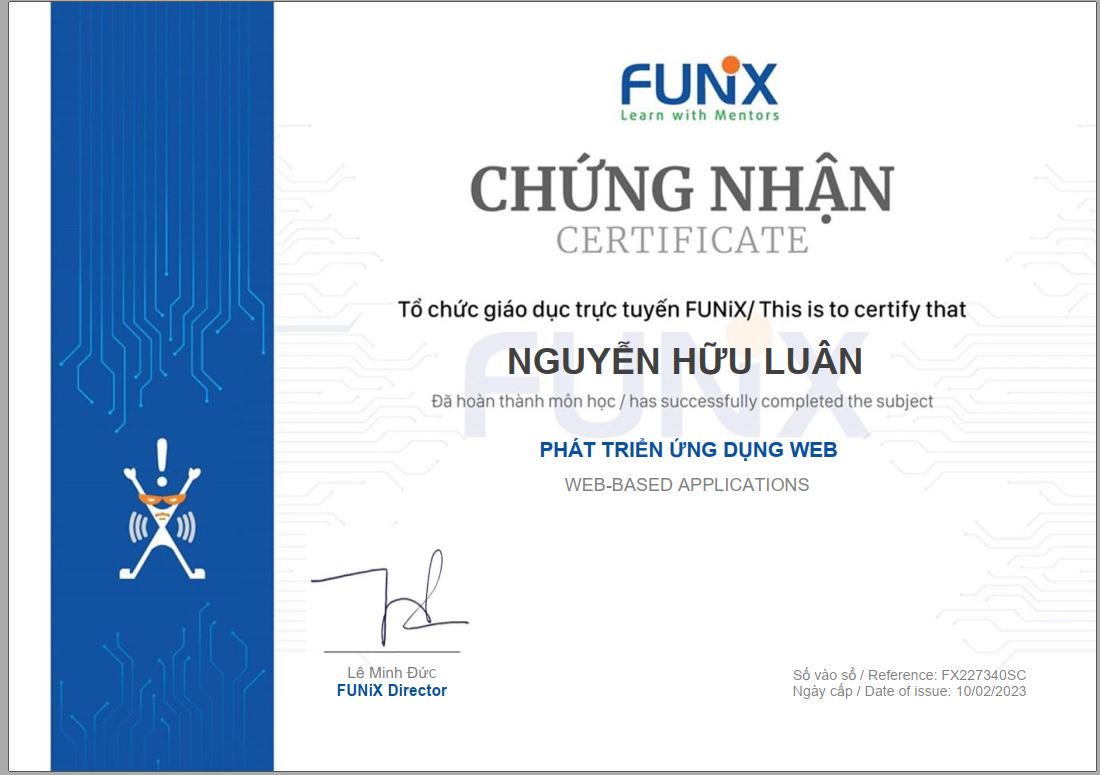 FUNiX
Learn with Mentors
CHỨNG NHẬN
CERTIFICATE
Tổ chức giáo dục trực tuyến FUNiX/ This is to certify that
NGUYỄN HỮU LUÂN
Đã hoàn thành môn học / has successfully completed the subject
PHÁT TRIỂN ỨNG DỤNG WEB
WEB-BASED APPLICATIONS
Lê Minh Đức
FUNiX Director
Số vào sổ / Reference: FX227340SC
Ngày cấp / Date of issue: 10/02/2023